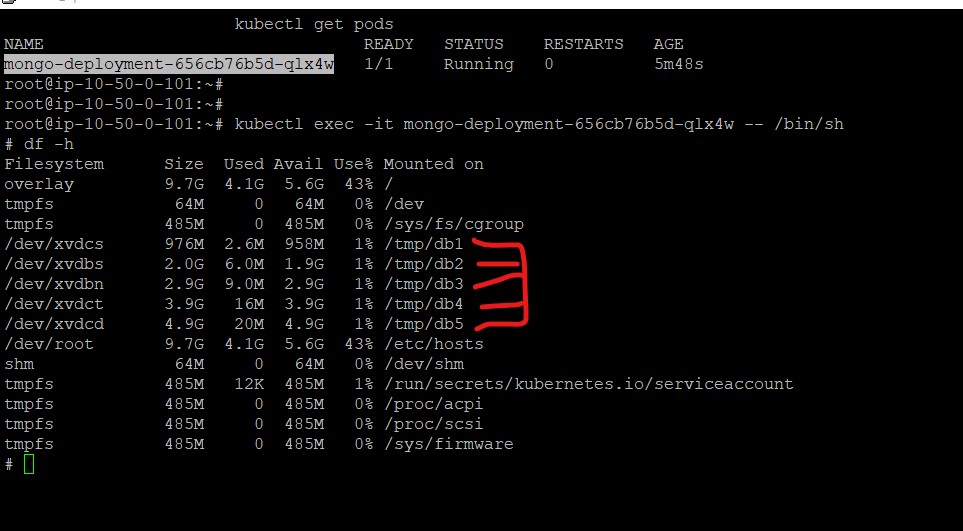 kubectl get pods
NAME READY STATUS RESTARTS AGE
mongo-deployment-656cb76b5d-qlx4w 1/1 Running 0 5m48s
root@ip-10-50-0-101:~#
root@ip-10-50-0-101:~#
root@ip-10-50-0-101:~# kubectl exec -it mongo-deployment-656cb76b5d-qlx4w -- /bin/sh
# df -h
Filesystem Size Used Avail Use% Mounted on
overlay 9.7G 4.1G 5.6G 43% /
tmpfs 64M 0 64M 0% /dev
tmpfs 485M 0 485M 0% /sys/fs/cgroup
/dev/xvdcs 976M 2.6M 958M 1% /tmp/db1
/dev/xvdbs 2.0G 6.0M 1.9G 1% /tmp/db2
/dev/xvdbn 2.9G 9.0M 2.9G 1% /tmp/db3
/dev/xvdct 3.9G 16M 3.9G 1% /tmp/db4
/dev/xvdcd 4.9G 20M 4.9G 1% /tmp/db5
/dev/root 9.7G 4.1G 5.6G 43% /etc/hosts
shm 64M 0 64M 0% /dev/shm
tmpfs 485M 12K 485M 1% /run/secrets/kubernetes.io/serviceaccount
tmpfs 485M 0 485M 0% /proc/acpi
tmpfs 485M 0 485M 0% /proc/scsi
tmpfs 485M 0 485M 0% /sys/firmware
#